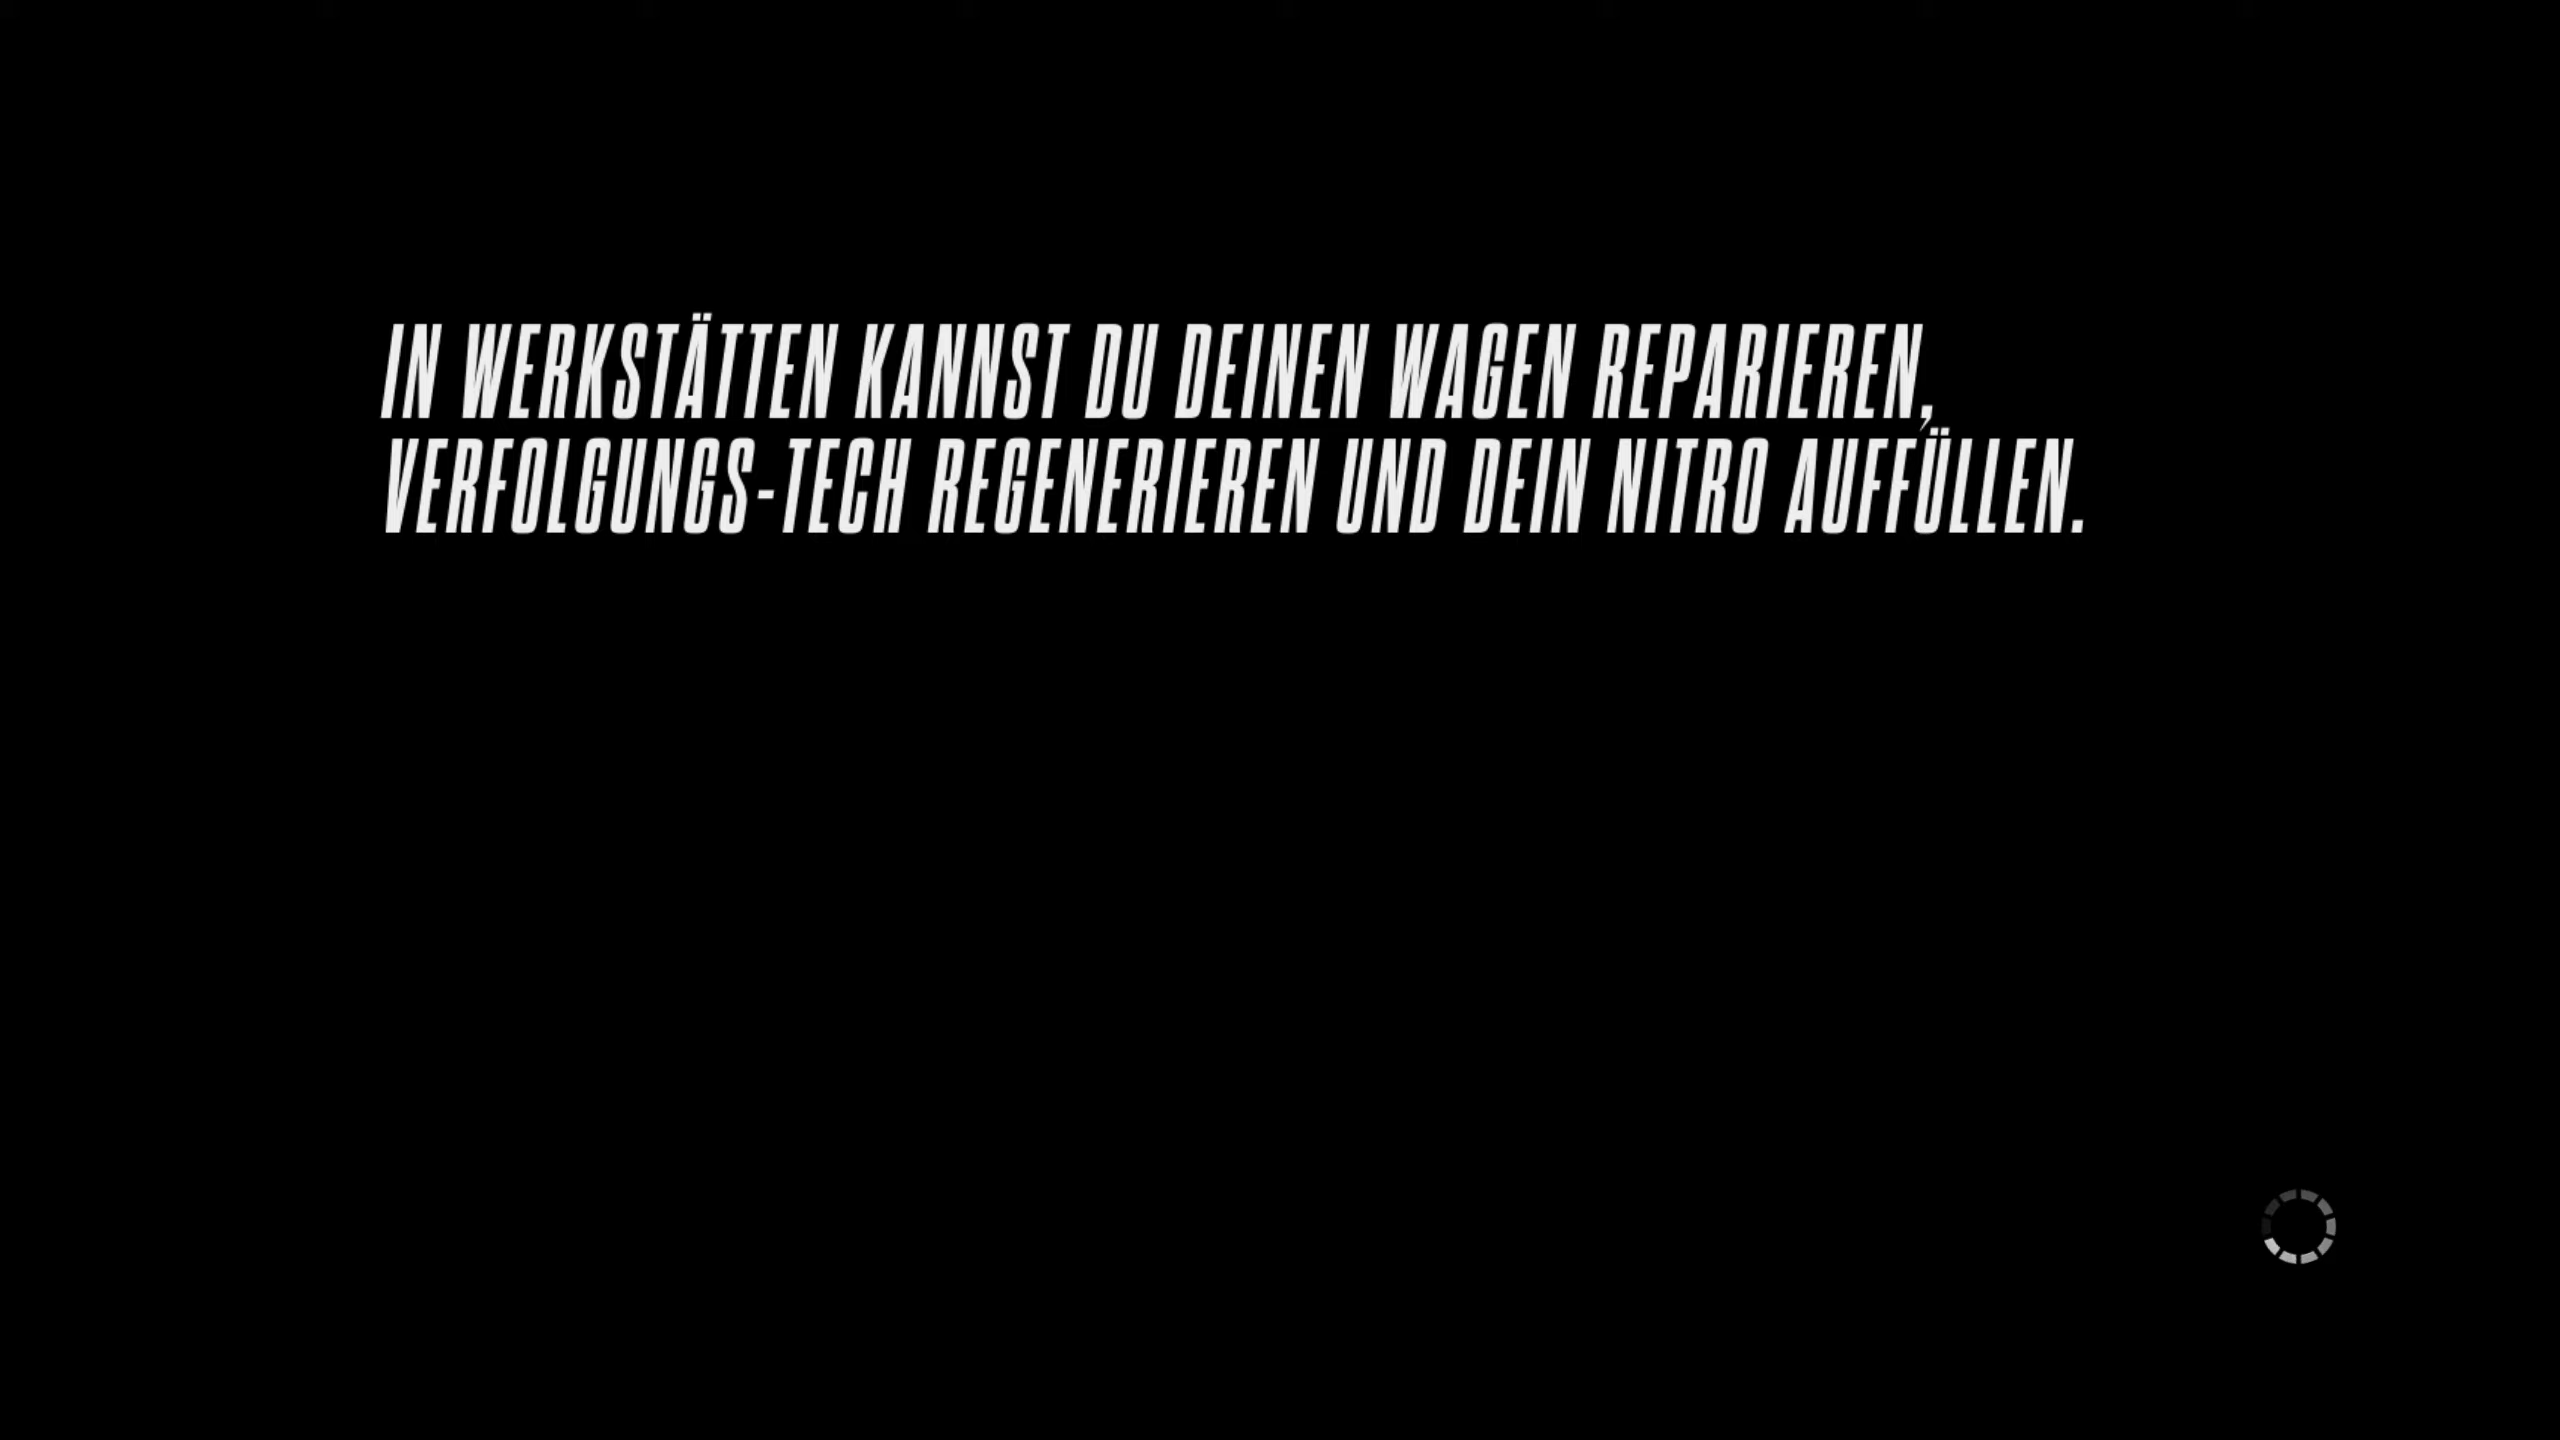 IN WERKSTÄTTEN KANNST DU DEINEN WAGEN REPARIEREN,
VERFOLGUNGS-TECH REGENERIEREN UND DEIN NITRO AUFFÜLLEN.